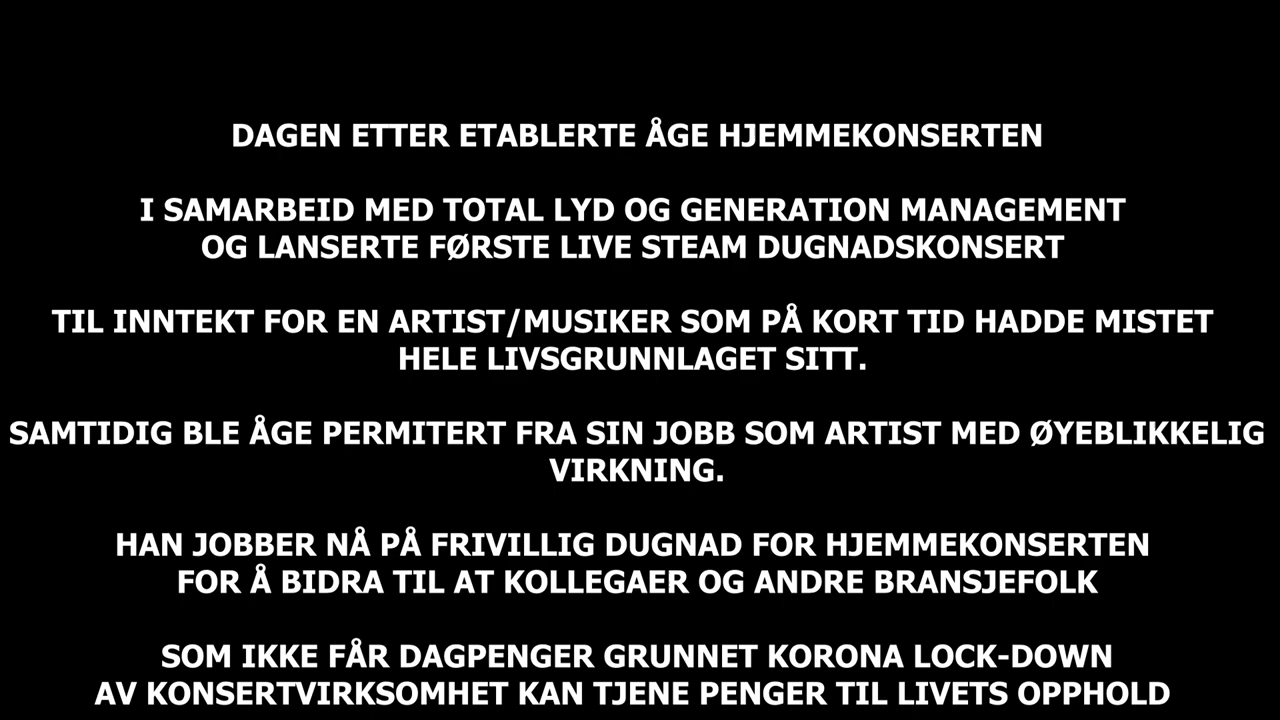 DAGEN ETTER ETABLERTE ÅGE HJEMMEKONSERTEN
I SAMARBEID MED TOTAL LYD OG GENERATION MANAGEMENT
OG LANSERTE FØRSTE LIVE STEAM DUGNADSKONSERT
TIL INNTEKT FOR EN ARTIST/MUSIKER SOM PÅ KORT TID HADDE MISTET
HELE LIVSGRUNNLAGET SITT.
SAMTIDIG BLE ÅGE PERMITERT FRA SIN JOBB SOM ARTIST MED ØYEBLIKKELIG
VIRKNING.
HAN JOBBER NÅ PÅ FRIVILLIG DUGNAD FOR HJEMMEKONSERTEN
FOR Å BIDRA TIL AT KOLLEGAER OG ANDRE BRANSJEFOLK
SOM IKKE FÅR DAGPENGER GRUNNET KORONA LOCK-DOWN
AV KONSERTVIRKSOMHET KAN TJENE PENGER TIL LIVETS OPPHOLD